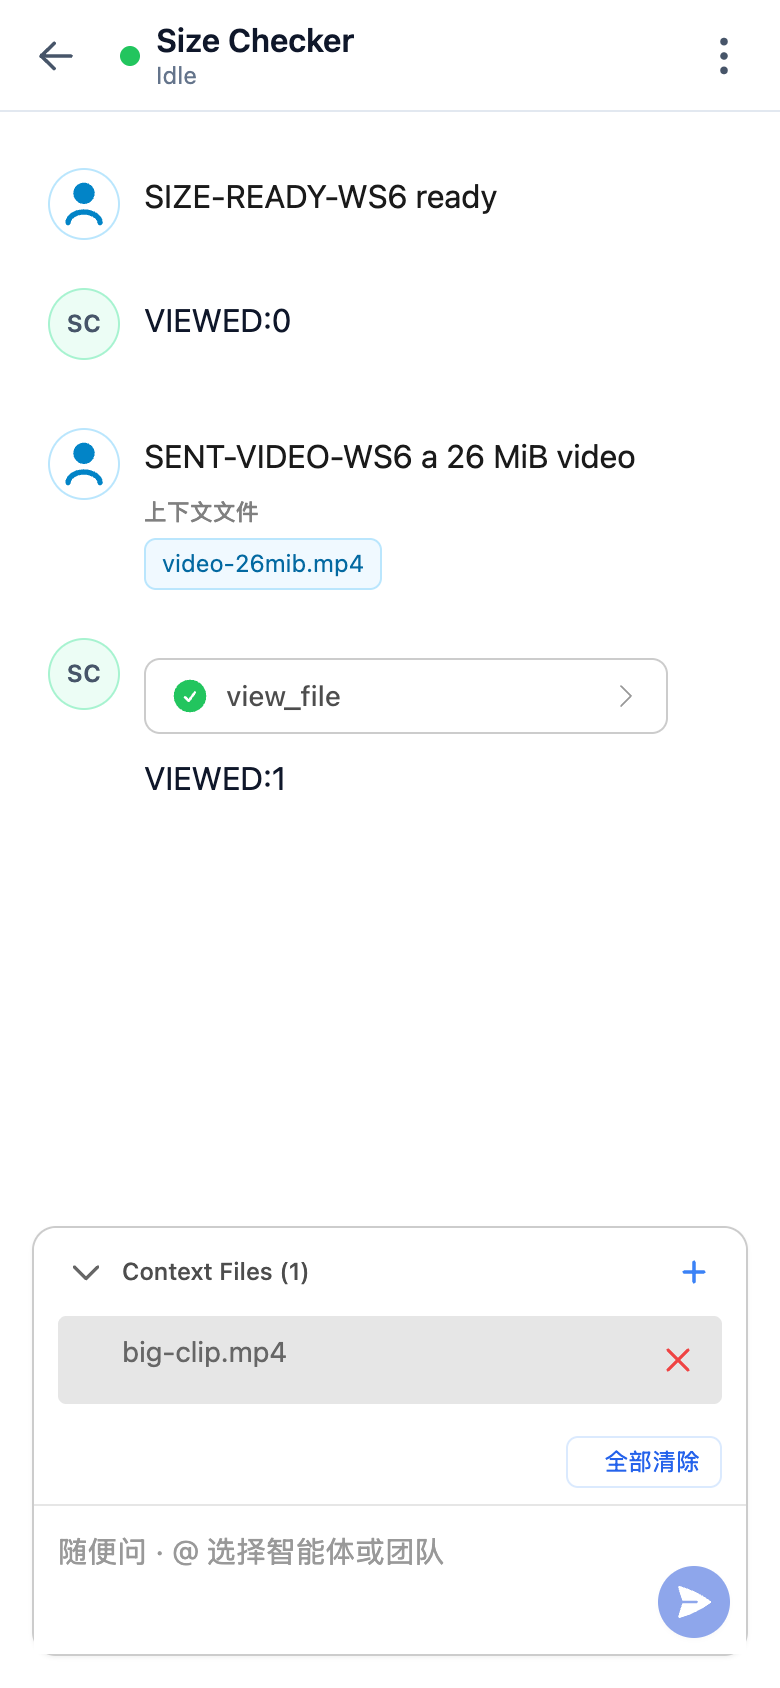 Size Checker
Idle
SIZE-READY-WS6 ready
SC
VIEWED:0
SENT-VIDEO-WS6 a 26 MiB video
上下文文件
video-26mib.mp4
SC
view_file
VIEWED:1
Context Files (1)
big-clip.mp4
全部清除
随便问 · @ 选择智能体或团队